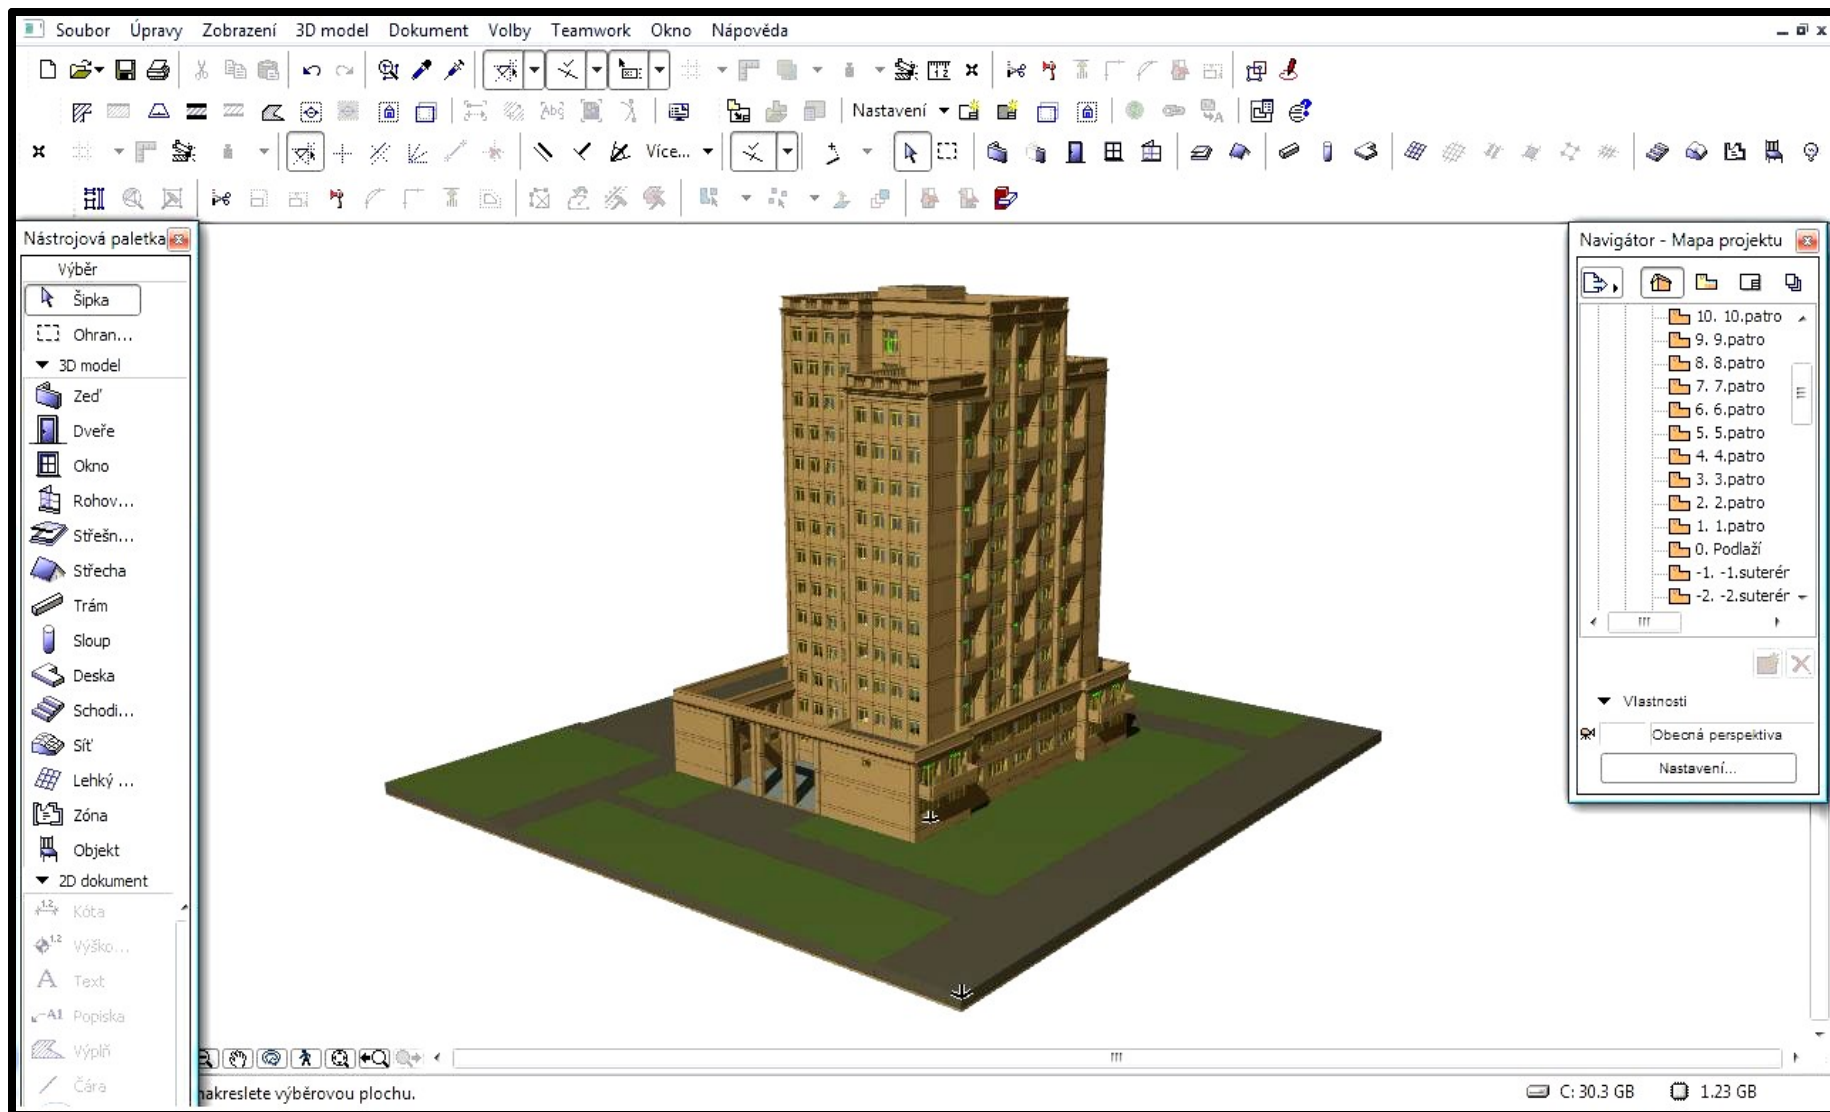 Soubor Úpravy Zobrazení 3D model Dokument Volby Teamwork Okno Nápověda
Nastavení
Více...
Nástrojová paletka
Výběr
Šipka
Ohran...
3D model
Zeď
Dveře
Okno
Rohov...
Střešn...
Střecha
Trám
Sloup
Deska
Schodi...
Síť
Lehký ...
Zóna
Objekt
2D dokument
Kóta
Výško...
Text
Popiska
Výplň
Čára
Navigátor - Mapa projektu
10. 10.patro
9. 9.patro
8. 8.patro
7. 7.patro
6. 6.patro
5. 5.patro
4. 4.patro
3. 3.patro
2. 2.patro
1. 1.patro
0. Podlaží
-1. -1.suterér
-2. -2.suterér
Vlastnosti
Obecná perspektiva
Nastavení...
nakreslete výběrovou plochu.
C: 30.3 GB 1.23 GB